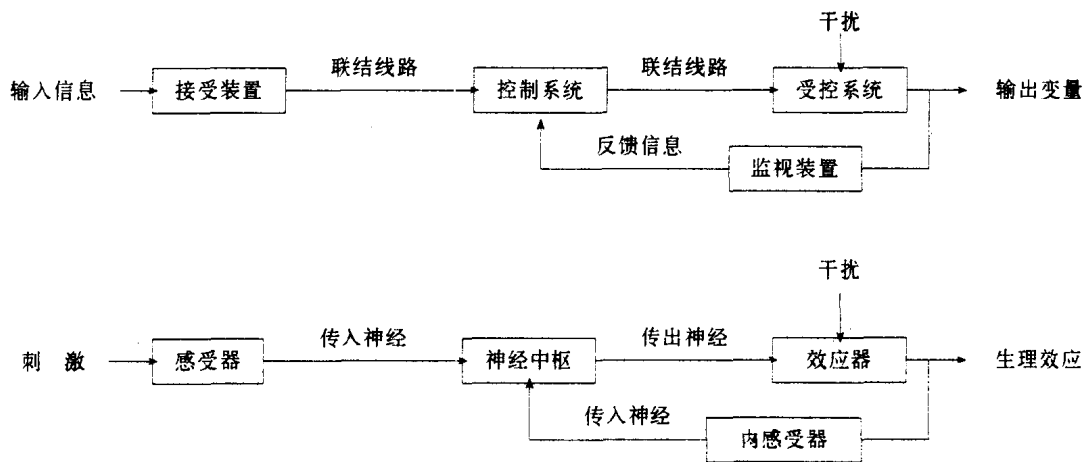 干扰
联结线路 联结线路
输入信息 接受装置 控制系统 受控系统 输出变量
反馈信息 监视装置
干扰
传入神经 传出神经
刺 激 感受器 神经中枢 效应器 生理效应
传入神经 内感受器